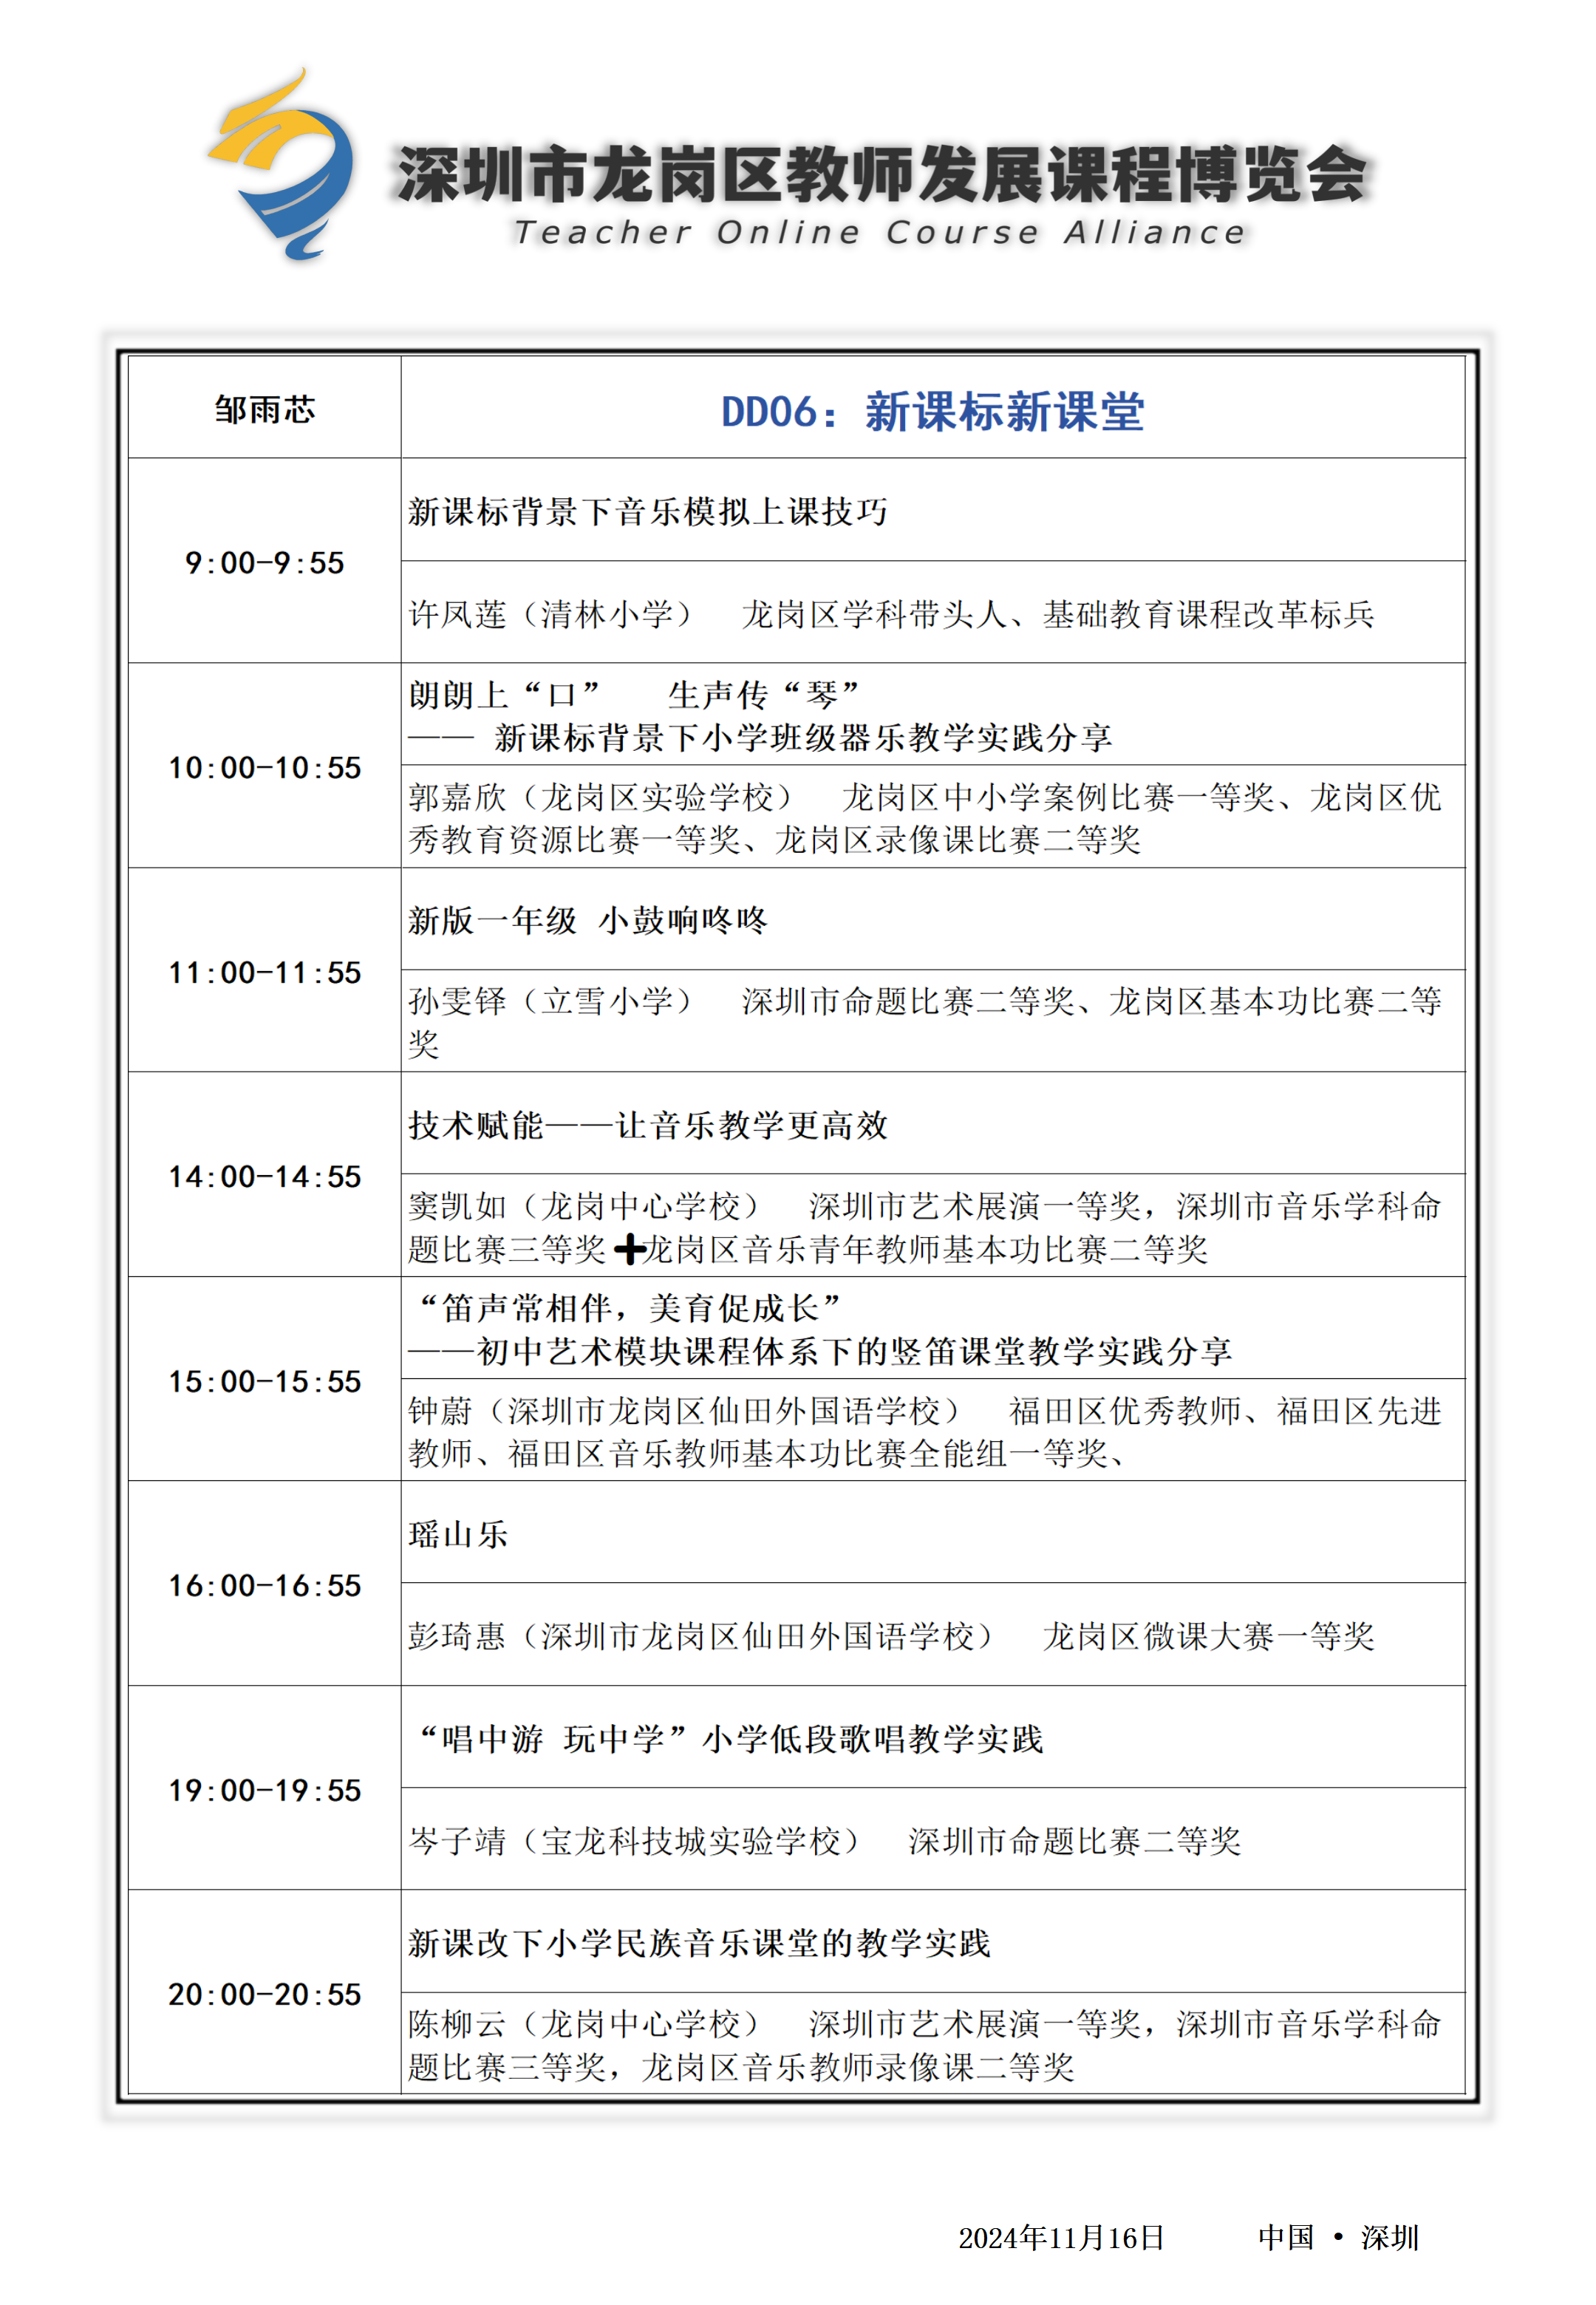 深圳市龙岗区教师发展课程博览会
Teacher Online Course Alliance
邹雨芯
DD06：新课标新课堂
9:00-9:55
新课标背景下音乐模拟上课技巧
许凤莲（清林小学）　龙岗区学科带头人、基础教育课程改革标兵
10:00-10:55
朗朗上“口”　　生声传“琴”
—— 新课标背景下小学班级器乐教学实践分享
郭嘉欣（龙岗区实验学校）　龙岗区中小学案例比赛一等奖、龙岗区优
秀教育资源比赛一等奖、龙岗区录像课比赛二等奖
11:00-11:55
新版一年级 小鼓响咚咚
孙雯铎（立雪小学）　深圳市命题比赛二等奖、龙岗区基本功比赛二等
奖
14:00-14:55
技术赋能——让音乐教学更高效
窦凯如（龙岗中心学校）　深圳市艺术展演一等奖，深圳市音乐学科命
题比赛三等奖 ✚龙岗区音乐青年教师基本功比赛二等奖
15:00-15:55
“笛声常相伴，美育促成长”
——初中艺术模块课程体系下的竖笛课堂教学实践分享
钟蔚（深圳市龙岗区仙田外国语学校）　福田区优秀教师、福田区先进
教师、福田区音乐教师基本功比赛全能组一等奖、
16:00-16:55
瑶山乐
彭琦惠（深圳市龙岗区仙田外国语学校）　龙岗区微课大赛一等奖
19:00-19:55
“唱中游 玩中学”小学低段歌唱教学实践
岑子靖（宝龙科技城实验学校）　深圳市命题比赛二等奖
20:00-20:55
新课改下小学民族音乐课堂的教学实践
陈柳云（龙岗中心学校）　深圳市艺术展演一等奖，深圳市音乐学科命
题比赛三等奖，龙岗区音乐教师录像课二等奖
2024年11月16日　　　中国 • 深圳